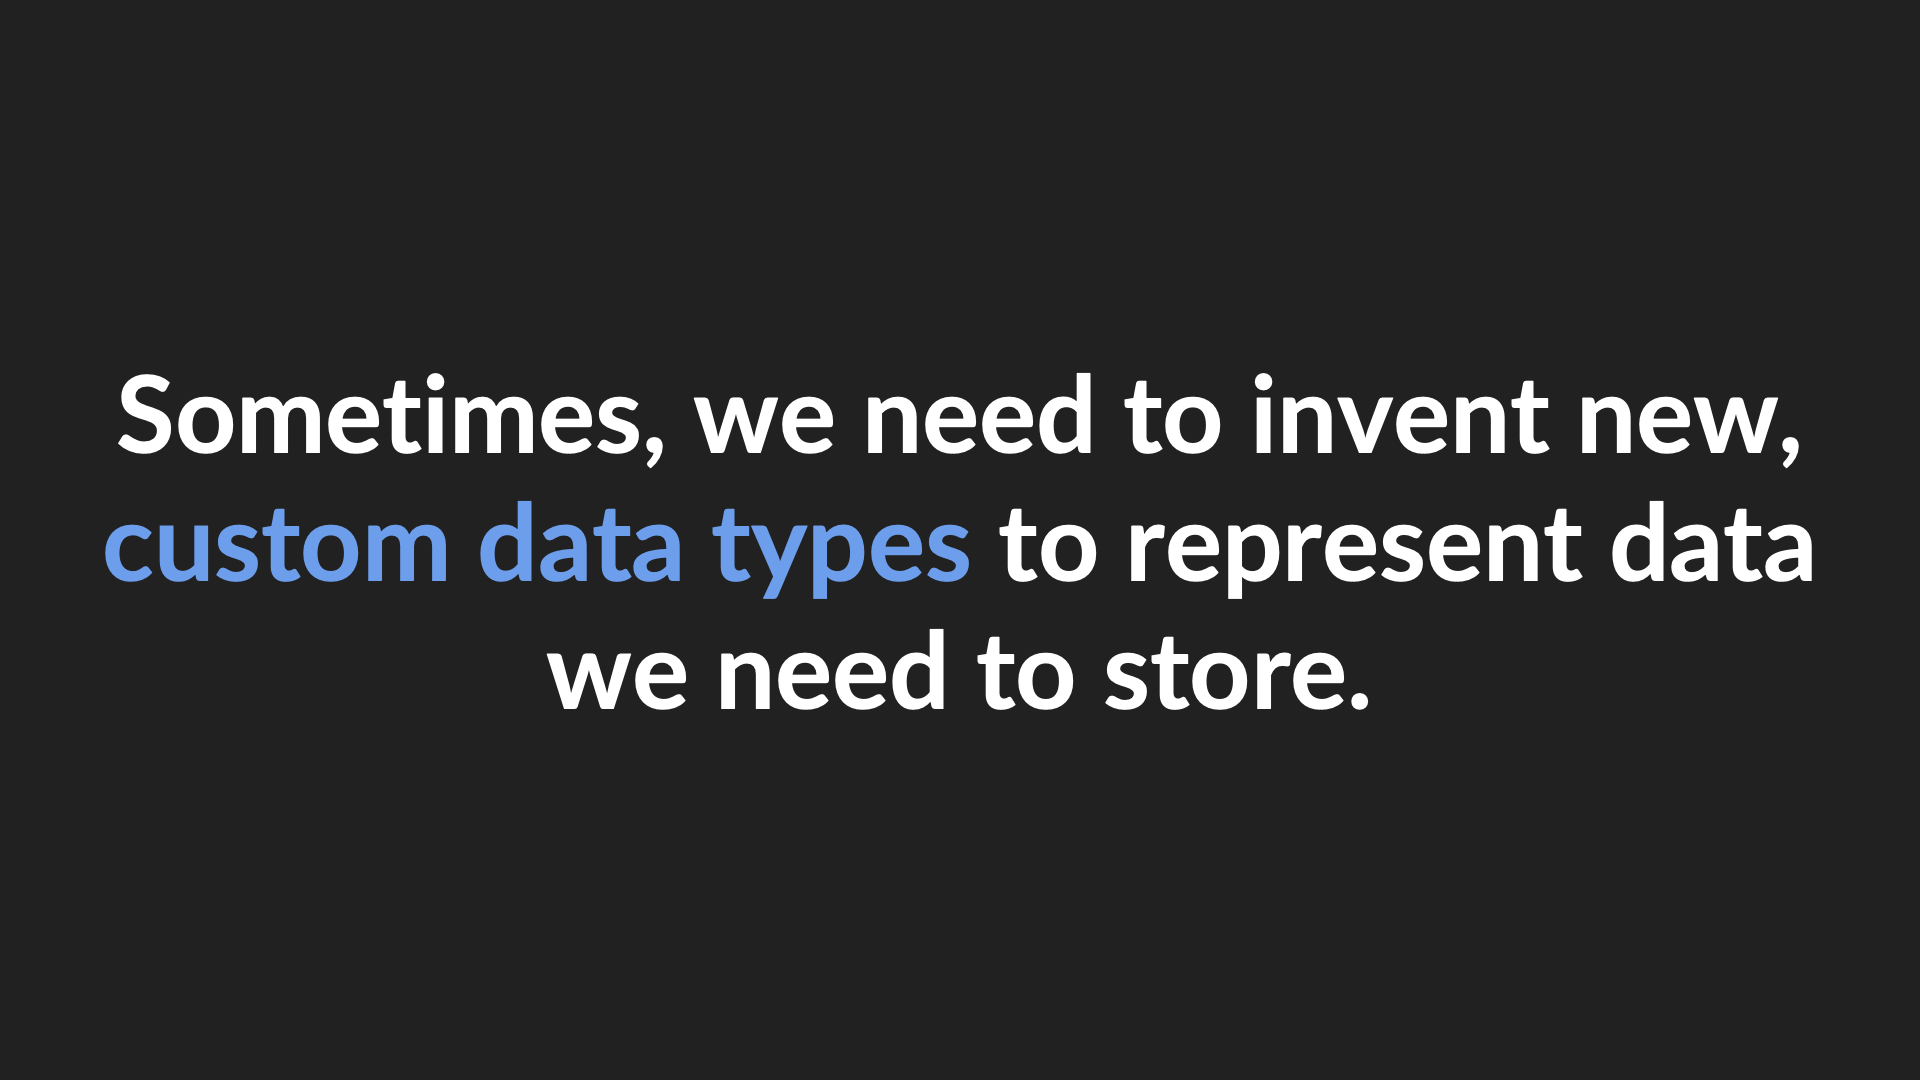 Sometimes, we need to invent new,
custom data types to represent data
we need to store.